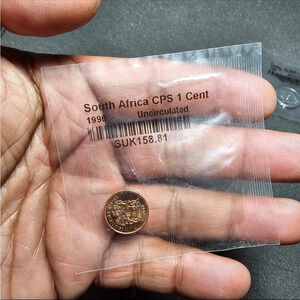 South Africa CPS 1 Cent
1996 Uncirculated
SUK158.81